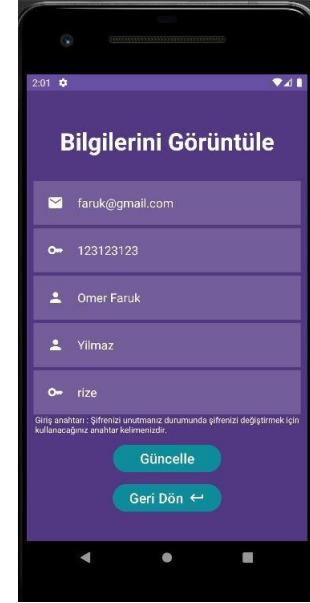 2:01
Bilgilerini Görüntüle
faruk@gmail.com
123123123
Omer Faruk
Yilmaz
rize
Giriş anahtarı : Şifrenizi unutmanız durumunda şifrenizi değiştirmek için
kullanacağınız anahtar kelimenizdir.
Güncelle
Geri Dön